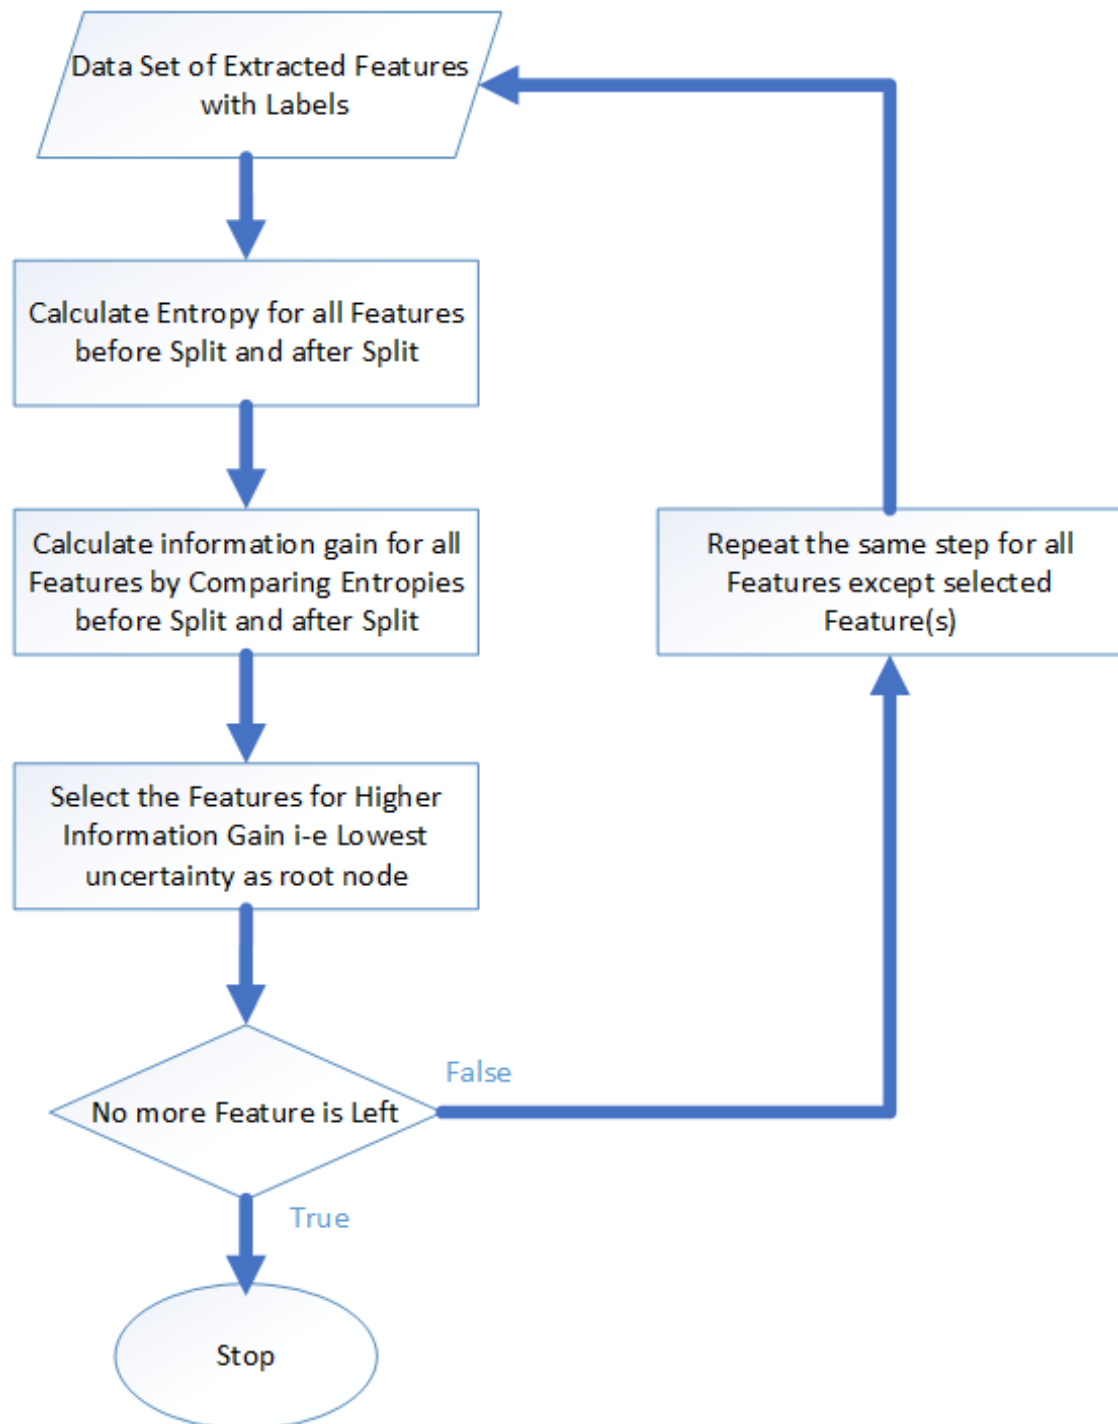 Data Set of Extracted Features
with Labels
Calculate Entropy for all Features
before Split and after Split
Calculate information gain for all
Features by Comparing Entropies
before Split and after Split
Repeat the same step for all
Features except selected
Feature(s)
Select the Features for Higher
Information Gain i-e Lowest
uncertainty as root node
No more Feature is Left
False
True
Stop